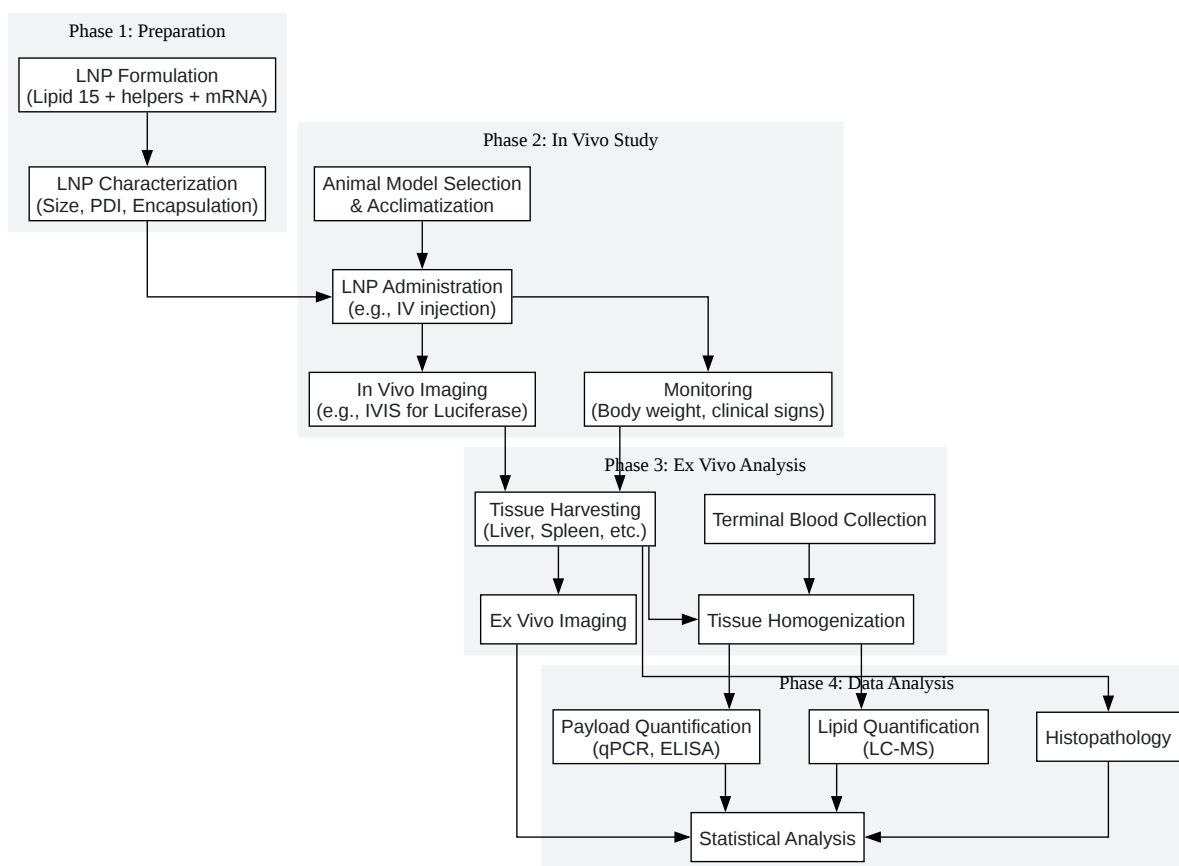 Phase 1: Preparation
LNP Formulation
(Lipid 15 + helpers + mRNA)
LNP Characterization
(Size, PDI, Encapsulation)
Phase 2: In Vivo Study
Animal Model Selection
& Acclimatization
LNP Administration
(e.g., IV injection)
In Vivo Imaging
(e.g., IVIS for Luciferase)
Monitoring
(Body weight, clinical signs)
Phase 3: Ex Vivo Analysis
Tissue Harvesting
(Liver, Spleen, etc.)
Terminal Blood Collection
Ex Vivo Imaging
Tissue Homogenization
Phase 4: Data Analysis
Payload Quantification
(qPCR, ELISA)
Lipid Quantification
(LC-MS)
Histopathology
Statistical Analysis